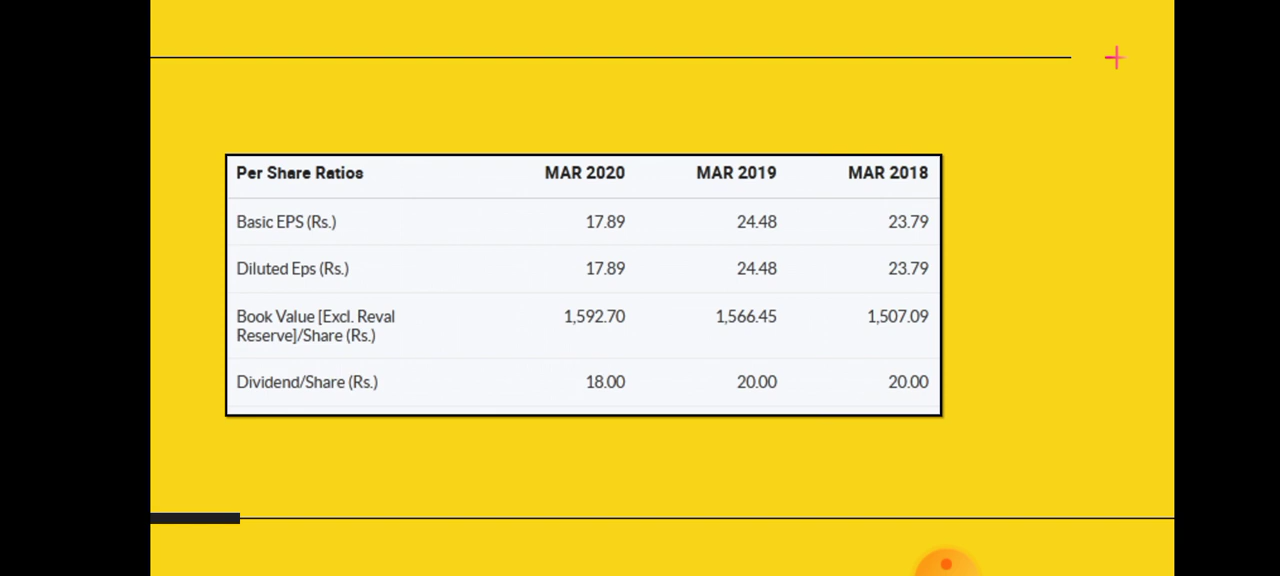 Per Share Ratios MAR 2020 MAR 2019 MAR 2018
Basic EPS (Rs.) 17.89 24.48 23.79
Diluted Eps (Rs.) 17.89 24.48 23.79
Book Value [Excl. Reval 1,592.70 1,566.45 1,507.09
Reserve]/Share (Rs.)
Dividend/Share (Rs.) 18.00 20.00 20.00